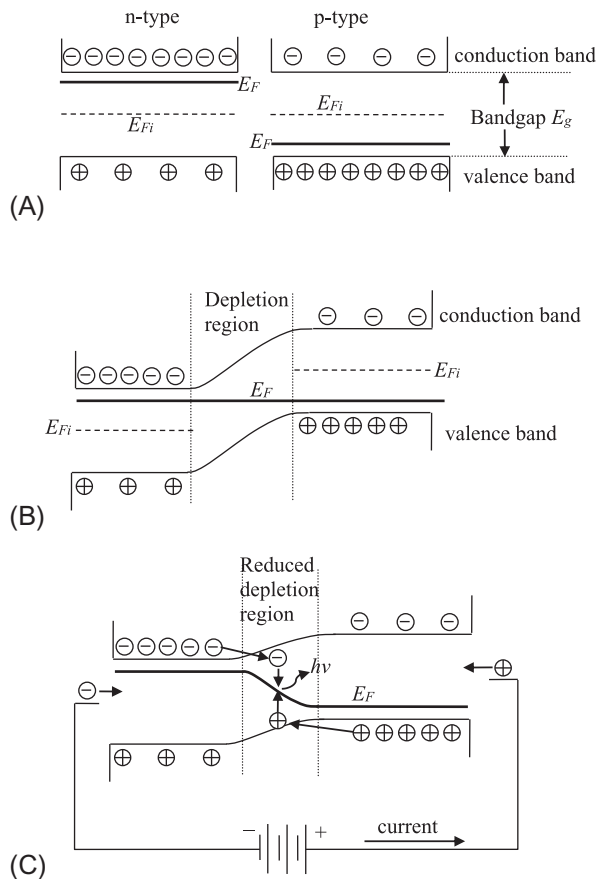 n-type p-type
conduction band
E_F
E_Fi
E_Fi
Bandgap E_g
E_F
valence band
(A)
Depletion
region
conduction band
E_Fi
E_F
E_Fi
valence band
(B)
Reduced
depletion
region
hv
E_F
− +
current
(C)